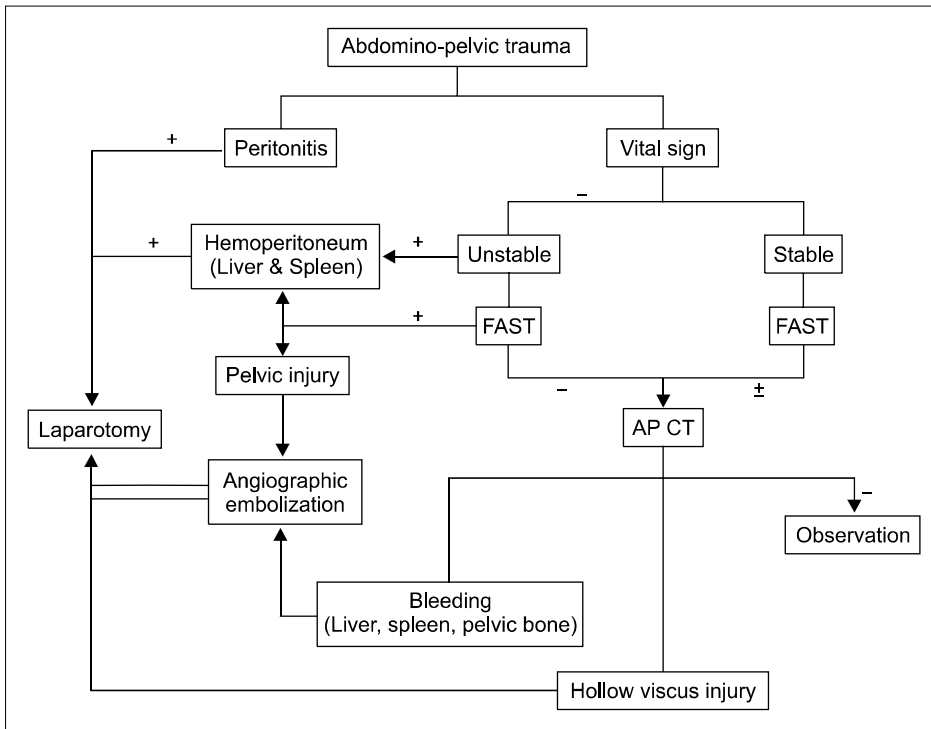 Abdomino-pelvic trauma
+
Peritonitis
Vital sign
–
+
Hemoperitoneum
(Liver & Spleen)
+
Unstable
Stable
+
FAST
FAST
Pelvic injury
–
±
Laparotomy
AP CT
Angiographic
embolization
–
Observation
Bleeding
(Liver, spleen, pelvic bone)
Hollow viscus injury